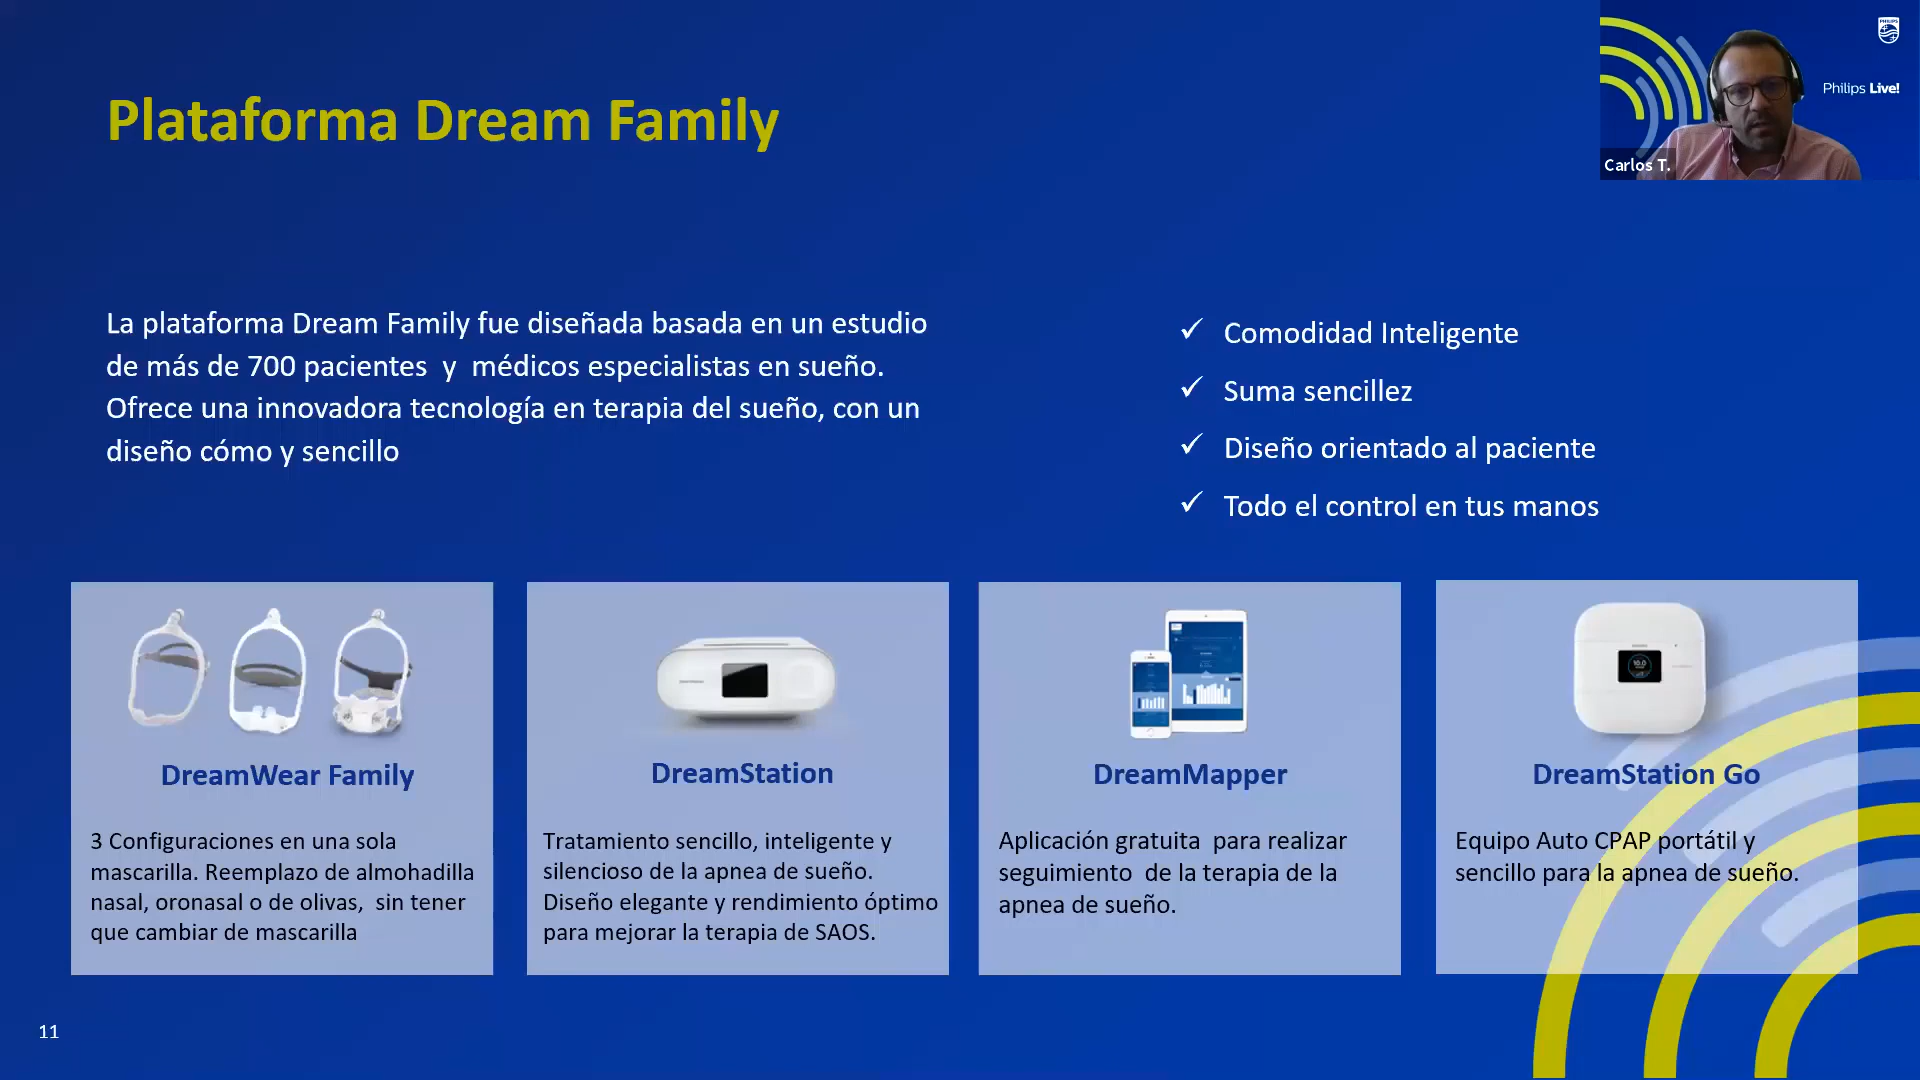 Plataforma Dream Family
Philips Live!
Carlos T.
La plataforma Dream Family fue diseñada basada en un estudio
de más de 700 pacientes y médicos especialistas en sueño.
Ofrece una innovadora tecnología en terapia del sueño, con un
diseño cómo y sencillo
✓ Comodidad Inteligente
✓ Suma sencillez
✓ Diseño orientado al paciente
✓ Todo el control en tus manos
DreamWear Family
3 Configuraciones en una sola
mascarilla. Reemplazo de almohadilla
nasal, oronasal o de olivas, sin tener
que cambiar de mascarilla
DreamStation
Tratamiento sencillo, inteligente y
silencioso de la apnea de sueño.
Diseño elegante y rendimiento óptimo
para mejorar la terapia de SAOS.
DreamMapper
Aplicación gratuita para realizar
seguimiento de la terapia de la
apnea de sueño.
DreamStation Go
Equipo Auto CPAP portátil y
sencillo para la apnea de sueño.
11